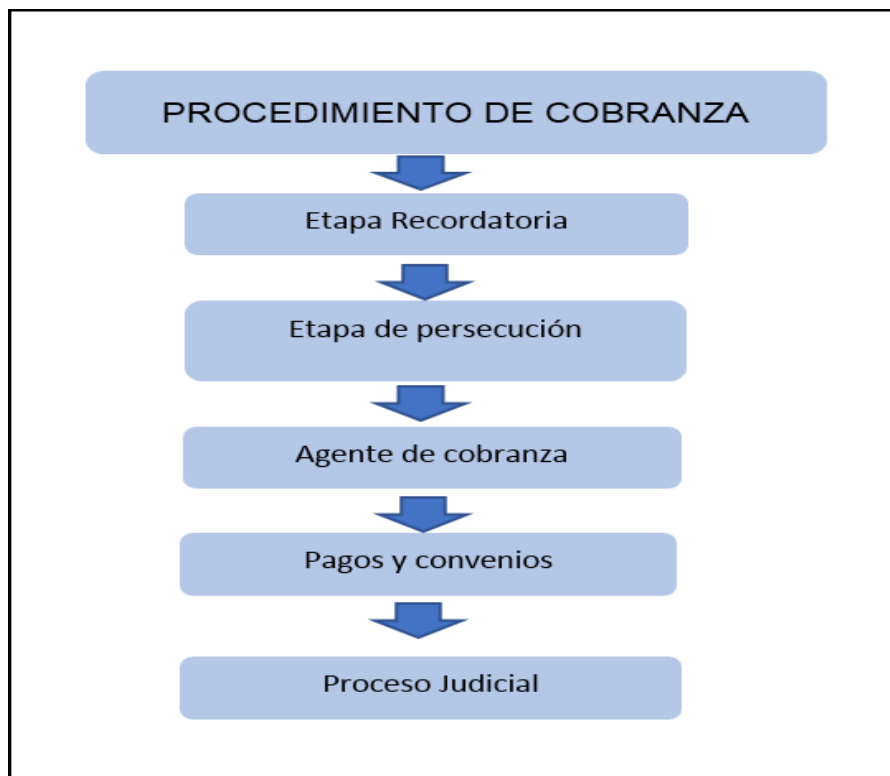 PROCEDIMIENTO DE COBRANZA
Etapa Recordatoria
Etapa de persecución
Agente de cobranza
Pagos y convenios
Proceso Judicial